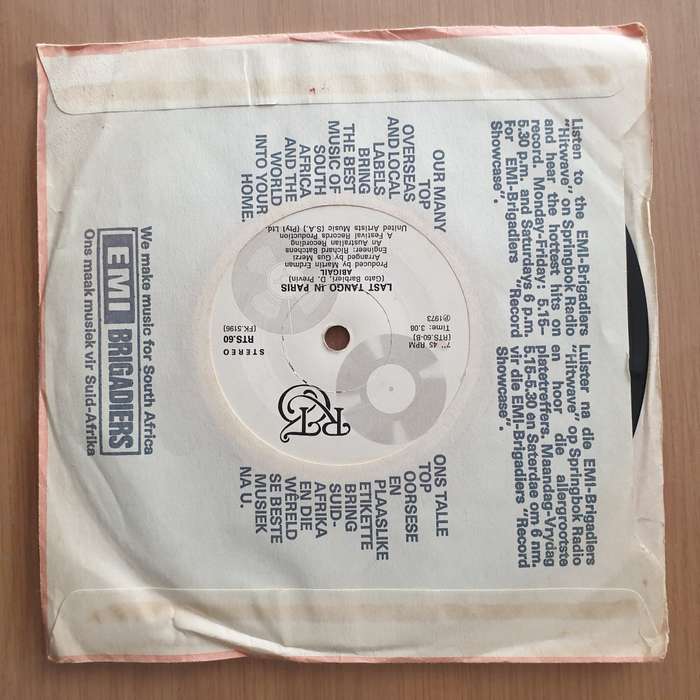 Listen to the EMI-Brigadiers
"Hitwave" on Springbok Radio
and hear the hottest hits on
record. Monday-Friday: 5.15-
5.30 p.m. and Saturdays 6 p.m.
For EMI-Brigadiers "Record
Showcase".
Luister na die EMI-Brigadiers
"Hitwave" op Springbok Radio
en hoor die allergrootste
platetreffers. Maandag-Vrydag
5.15-5.30 en Saterdae om 6 nm.
vir die EMI-Brigadiers "Record
Showcase".
OUR MANY
TOP
OVERSEAS
AND LOCAL
LABELS
BRING
THE BEST
MUSIC OF
SOUTH
AFRICA
AND THE
WORLD
INTO YOUR
HOME.
ONS TALLE
TOP
OORSESE
EN
PLAASLIKE
ETIKETTE
BRING
SUID-
AFRIKA
EN DIE
WÊRELD
SE BESTE
MUSIEK
NA U.
RTS
7" 45 RPM
(RTS.60-B)
Time: 3.08
℗1973
STEREO
RTS.60
(FK.5196)
LAST TANGO IN PARIS
(Gato Barbieri, D. Previn)
ABIGAIL
Produced by Martin Erdman
Arranged by Gus Merzi
Engineer: Richard Batchens
An Australian Recording
A Festival Records Production
United Artists Music (S.A.) (Pty) Ltd.
We make music for South Africa
EMI BRIGADIERS
Ons maak musiek vir Suid-Afrika